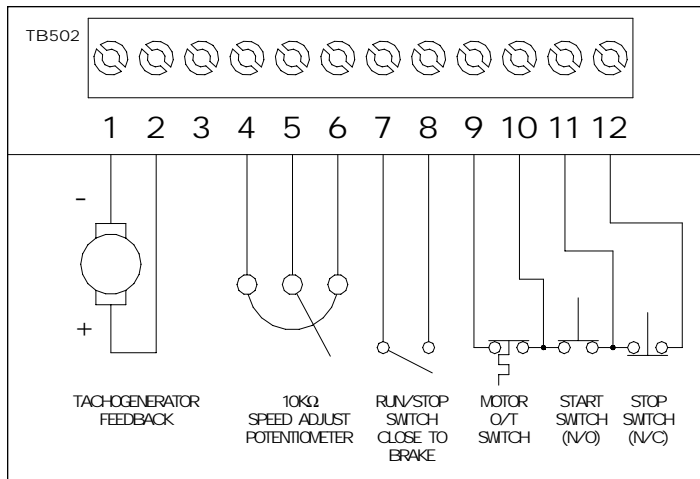 TB502
1 2 3 4 5 6 7 8 9 10 11 12
-
+
TACHOGENERATOR
FEEDBACK
10KΩ
SPEED ADJUST
POTENTIOMETER
RUN/STOP
SWITCH
CLOSE TO
BRAKE
MOTOR
O/T
SWITCH
START
SWITCH
(N/O)
STOP
SWITCH
(N/C)